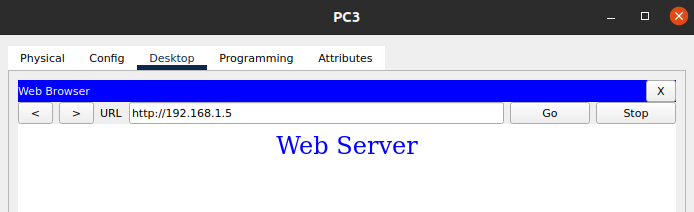 PC3
Physical Config Desktop Programming Attributes
Web Browser X
< > URL http://192.168.1.5 Go Stop
Web Server